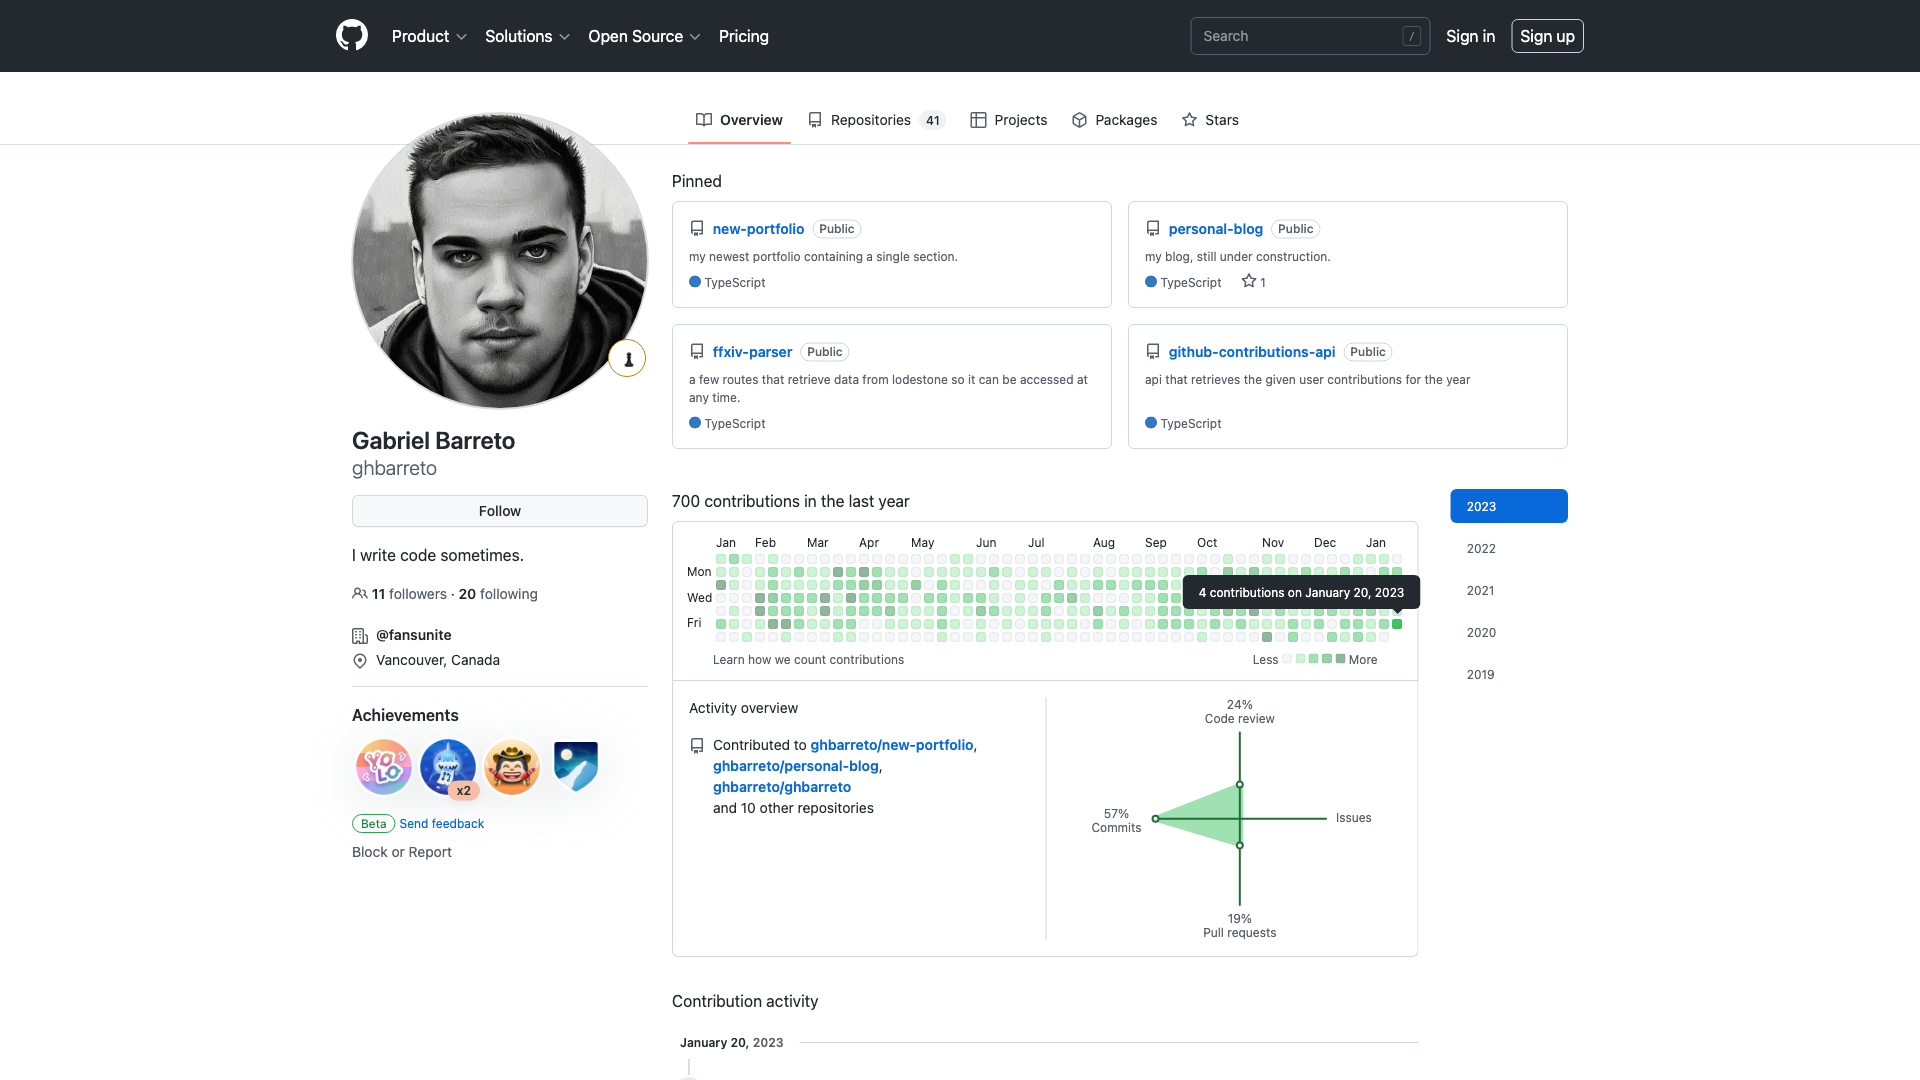 Product
Solutions
Open Source
Pricing
Search
/
Sign in
Sign up
Overview
Repositories 41
Projects
Packages
Stars
Gabriel Barreto
ghbarreto
Follow
I write code sometimes.
11 followers · 20 following
@fansunite
Vancouver, Canada
Achievements
YOLO
x2
Beta Send feedback
Block or Report
Pinned
new-portfolio Public
my newest portfolio containing a single section.
TypeScript
personal-blog Public
my blog, still under construction.
TypeScript 1
ffxiv-parser Public
a few routes that retrieve data from lodestone so it can be accessed at
any time.
TypeScript
github-contributions-api Public
api that retrieves the given user contributions for the year
TypeScript
700 contributions in the last year
Jan Feb Mar Apr May Jun Jul Aug Sep Oct Nov Dec Jan
Mon
Wed
Fri
4 contributions on January 20, 2023
Learn how we count contributions
Less More
2023
2022
2021
2020
2019
Activity overview
Contributed to ghbarreto/new-portfolio,
ghbarreto/personal-blog,
ghbarreto/ghbarreto
and 10 other repositories
24%
Code review
57%
Commits
Issues
19%
Pull requests
Contribution activity
January 20, 2023